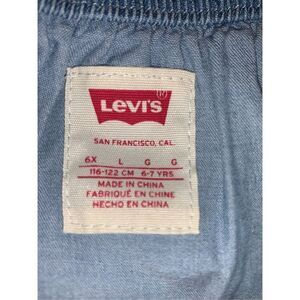 Levi's ®
SAN FRANCISCO, CAL.
6X L G G
116-122 CM 6-7 YRS
MADE IN CHINA
FABRIQUÉ EN CHINE
HECHO EN CHINA